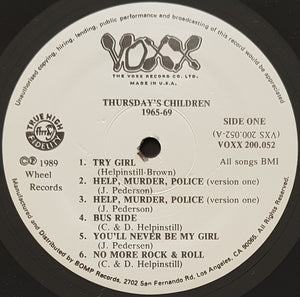 Unauthorised copying, hiring, lending, public performance and broadcasting of this record prohibited.
VOXX
THE VOXX RECORD CO. LTD.
MADE IN U.S.A.
THURSDAY'S CHILDREN
1965-69
SIDE ONE
(VXS 200.052-A)
VOXX 200.052
TRUE HIGH
FIDELITY
℗ 1989
Wheel
Records
All songs BMI
1. TRY GIRL
(Helpinstill-Brown)
2. HELP, MURDER, POLICE (version one)
(J. Pederson)
3. HELP, MURDER, POLICE (version one)
(J. Pedersen)
4. BUS RIDE
(C. & D. Helpinstill)
5. YOU'LL NEVER BE MY GIRL
(J. Pederson)
6. NO MORE ROCK & ROLL
(C. & D. Helpinstill)
Manufactured and Distributed by BOMP Records, 2702 San Fernando Rd. Los Angeles, CA 90065. All Rights Reserved.